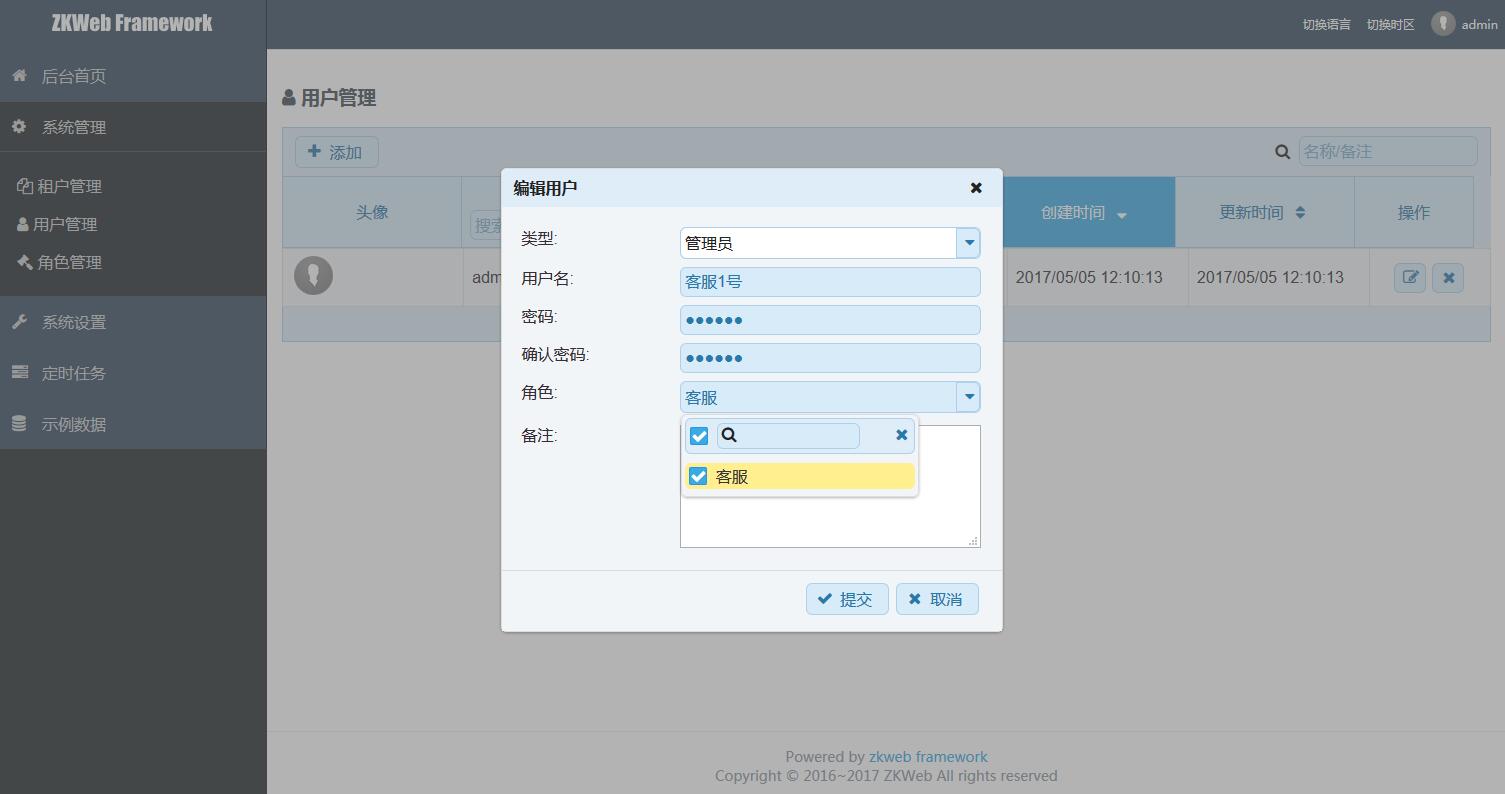 ZKWeb Framework
切换语言 切换时区 admin
后台首页
系统管理
租户管理
用户管理
角色管理
系统设置
定时任务
示例数据
用户管理
添加
名称/备注
头像
创建时间
更新时间
操作
2017/05/05 12:10:13
2017/05/05 12:10:13
编辑用户
类型:
管理员
用户名:
客服1号
密码:
●●●●●●
确认密码:
●●●●●●
角色:
客服
备注:
客服
提交
取消
Powered by zkweb framework
Copyright © 2016~2017 ZKWeb All rights reserved